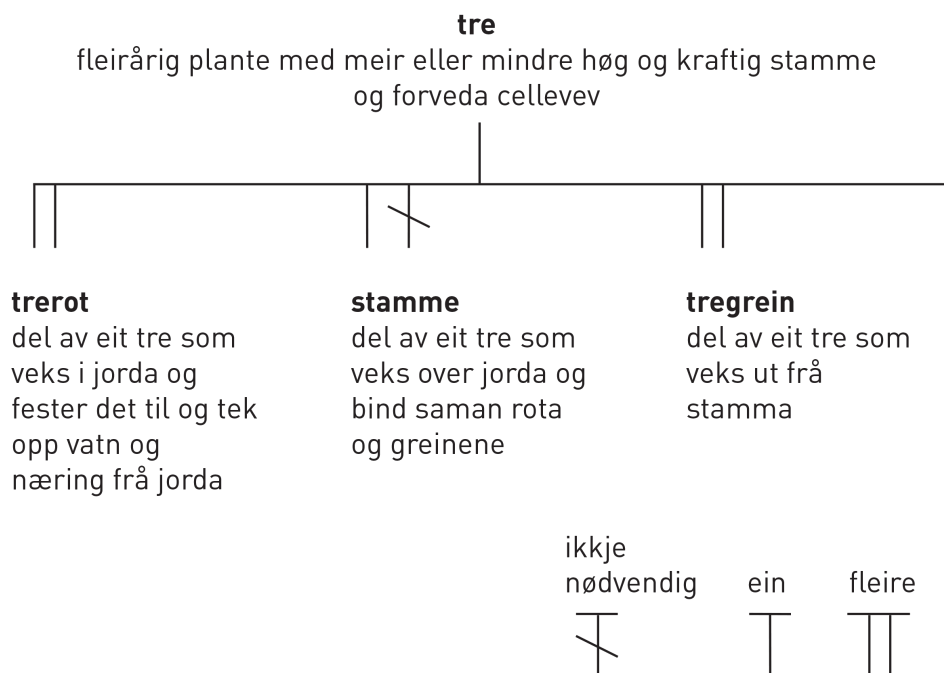 tre
fleirårig plante med meir eller mindre høg og kraftig stamme
og forveda cellevev
trerot
del av eit tre som
veks i jorda og
fester det til og tek
opp vatn og
næring frå jorda
stamme
del av eit tre som
veks over jorda og
bind saman rota
og greinene
tregrein
del av eit tre som
veks ut frå
stamma
ikkje
nødvendig
ein
fleire